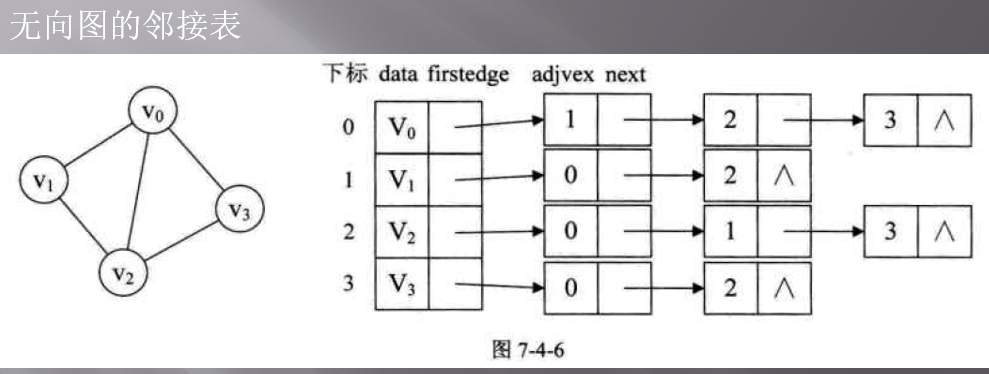 无向图的邻接表
下标 data firstedge adjvex next
0 V₀ 1 2 3 ∧
1 V₁ 0 2 ∧
2 V₂ 0 1 3 ∧
3 V₃ 0 2 ∧
v₀
v₁
v₃
v₂
图 7-4-6